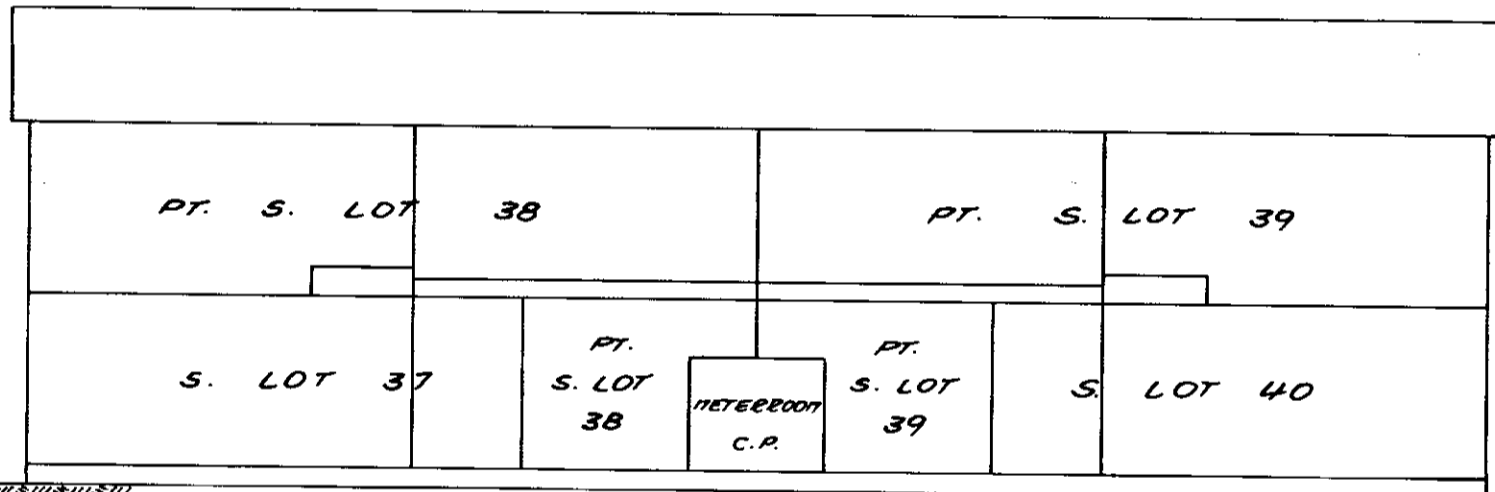 PT. S. LOT 38
PT. S. LOT 39
S. LOT 37
PT.
S. LOT
38
METERROOM
C.P.
PT.
S. LOT
39
S. LOT 40